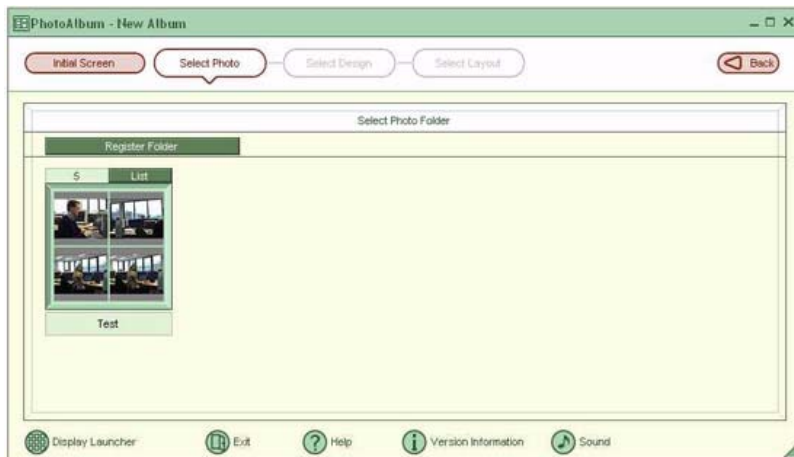 PhotoAlbum - New Album
Initial Screen Select Photo Select Design Select Layout Back
Select Photo Folder
Register Folder
5 List
Test
Display Launcher Exit Help Version Information Sound